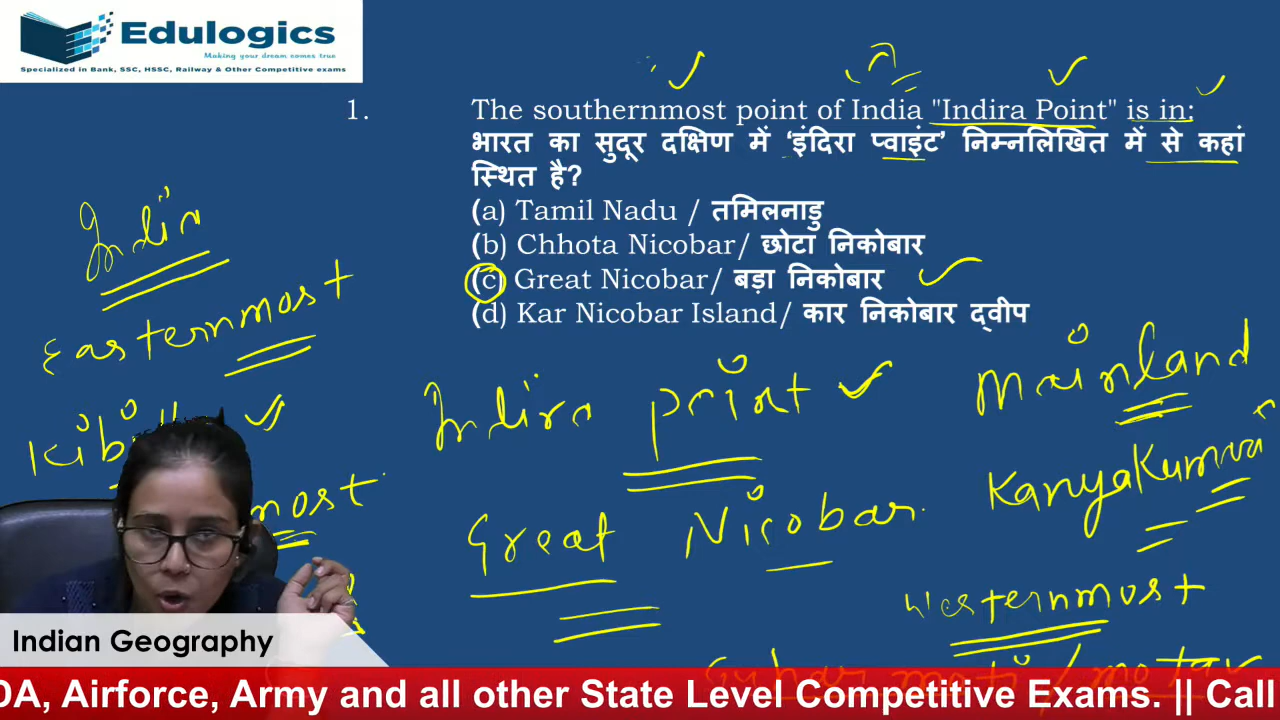 Edulogics
Making your dream comes true
Specialized in Bank, SSC, HSSC, Railway & Other Competitive exams
1. The southernmost point of India "Indira Point" is in:
भारत का सुदूर दक्षिण में ‘इंदिरा प्वाइंट’ निम्नलिखित में से कहां
स्थित है?
(a) Tamil Nadu / तमिलनाडु
(b) Chhota Nicobar/ छोटा निकोबार
(c) Great Nicobar/ बड़ा निकोबार
(d) Kar Nicobar Island/ कार निकोबार द्वीप
India
Easternmost
Indira point
Great Nicobar
Mainland
Westernmost
Indian Geography
DA, Airforce, Army and all other State Level Competitive Exams. || Call